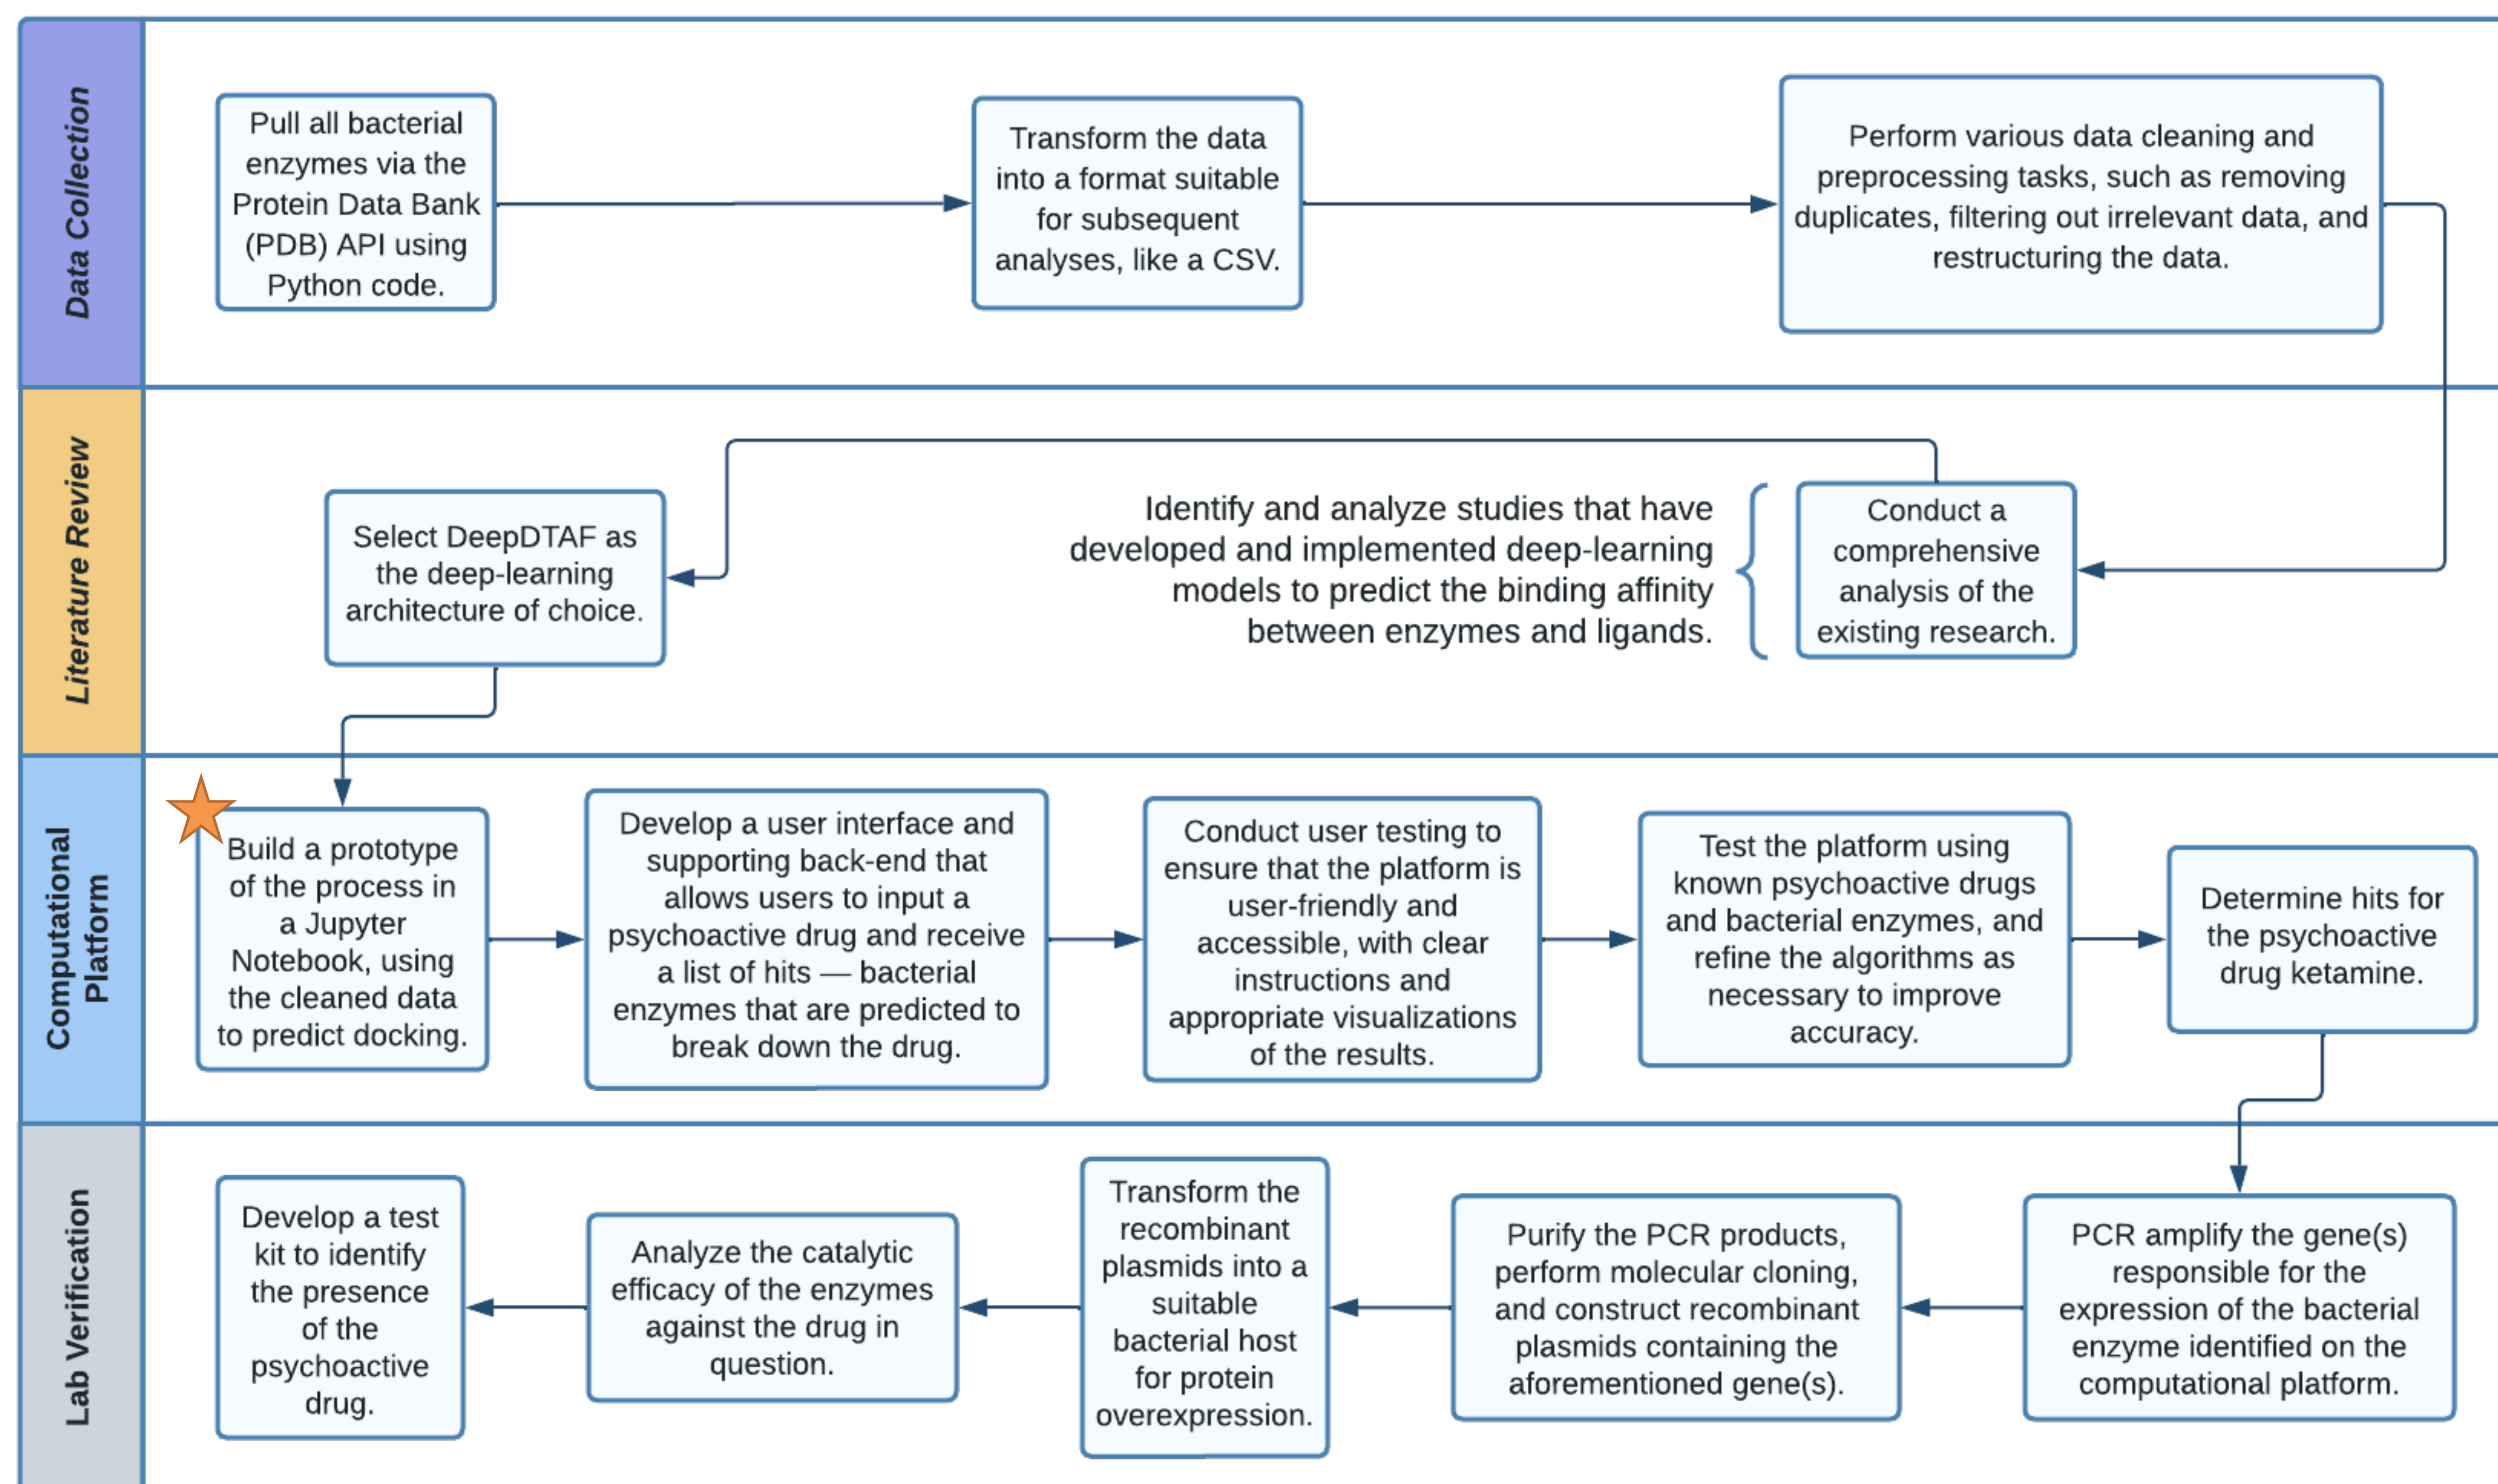 Data Collection
Pull all bacterial
enzymes via the
Protein Data Bank
(PDB) API using
Python code.
Transform the data
into a format suitable
for subsequent
analyses, like a CSV.
Perform various data cleaning and
preprocessing tasks, such as removing
duplicates, filtering out irrelevant data, and
restructuring the data.
Literature Review
Conduct a
comprehensive
analysis of the
existing research.
Identify and analyze studies that have
developed and implemented deep-learning
models to predict the binding affinity
between enzymes and ligands.
Select DeepDTAF as
the deep-learning
architecture of choice.
Computational
Platform
Build a prototype
of the process in
a Jupyter
Notebook, using
the cleaned data
to predict docking.
Develop a user interface and
supporting back-end that
allows users to input a
psychoactive drug and receive
a list of hits — bacterial
enzymes that are predicted to
break down the drug.
Conduct user testing to
ensure that the platform is
user-friendly and
accessible, with clear
instructions and
appropriate visualizations
of the results.
Test the platform using
known psychoactive drugs
and bacterial enzymes, and
refine the algorithms as
necessary to improve
accuracy.
Determine hits for
the psychoactive
drug ketamine.
Lab Verification
PCR amplify the gene(s)
responsible for the
expression of the bacterial
enzyme identified on the
computational platform.
Purify the PCR products,
perform molecular cloning,
and construct recombinant
plasmids containing the
aforementioned gene(s).
Transform the
recombinant
plasmids into a
suitable
bacterial host
for protein
overexpression.
Analyze the catalytic
efficacy of the enzymes
against the drug in
question.
Develop a test
kit to identify
the presence
of the
psychoactive
drug.